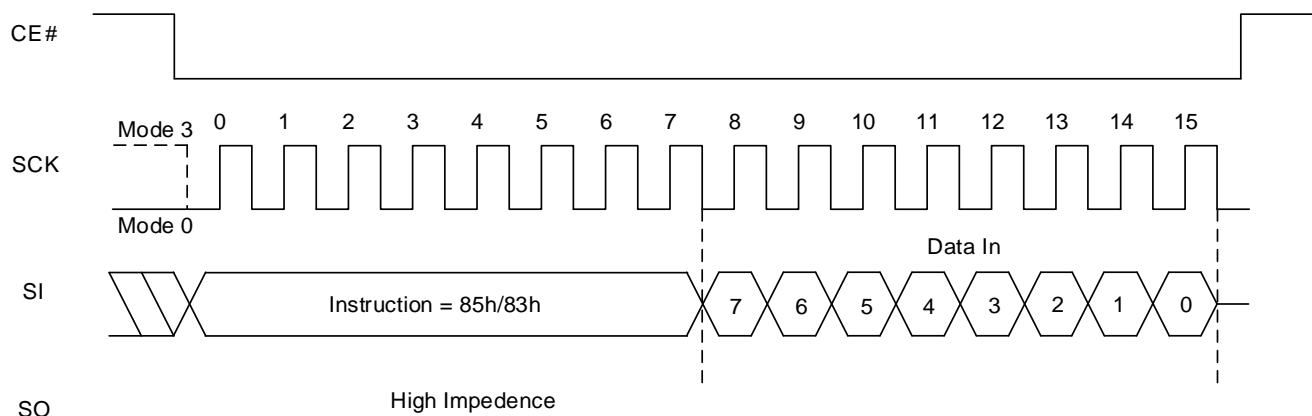 CE#
Mode 3
0 1 2 3 4 5 6 7 8 9 10 11 12 13 14 15
SCK
Mode 0
Data In
SI
Instruction = 85h/83h
7 6 5 4 3 2 1 0
High Impedence
SO